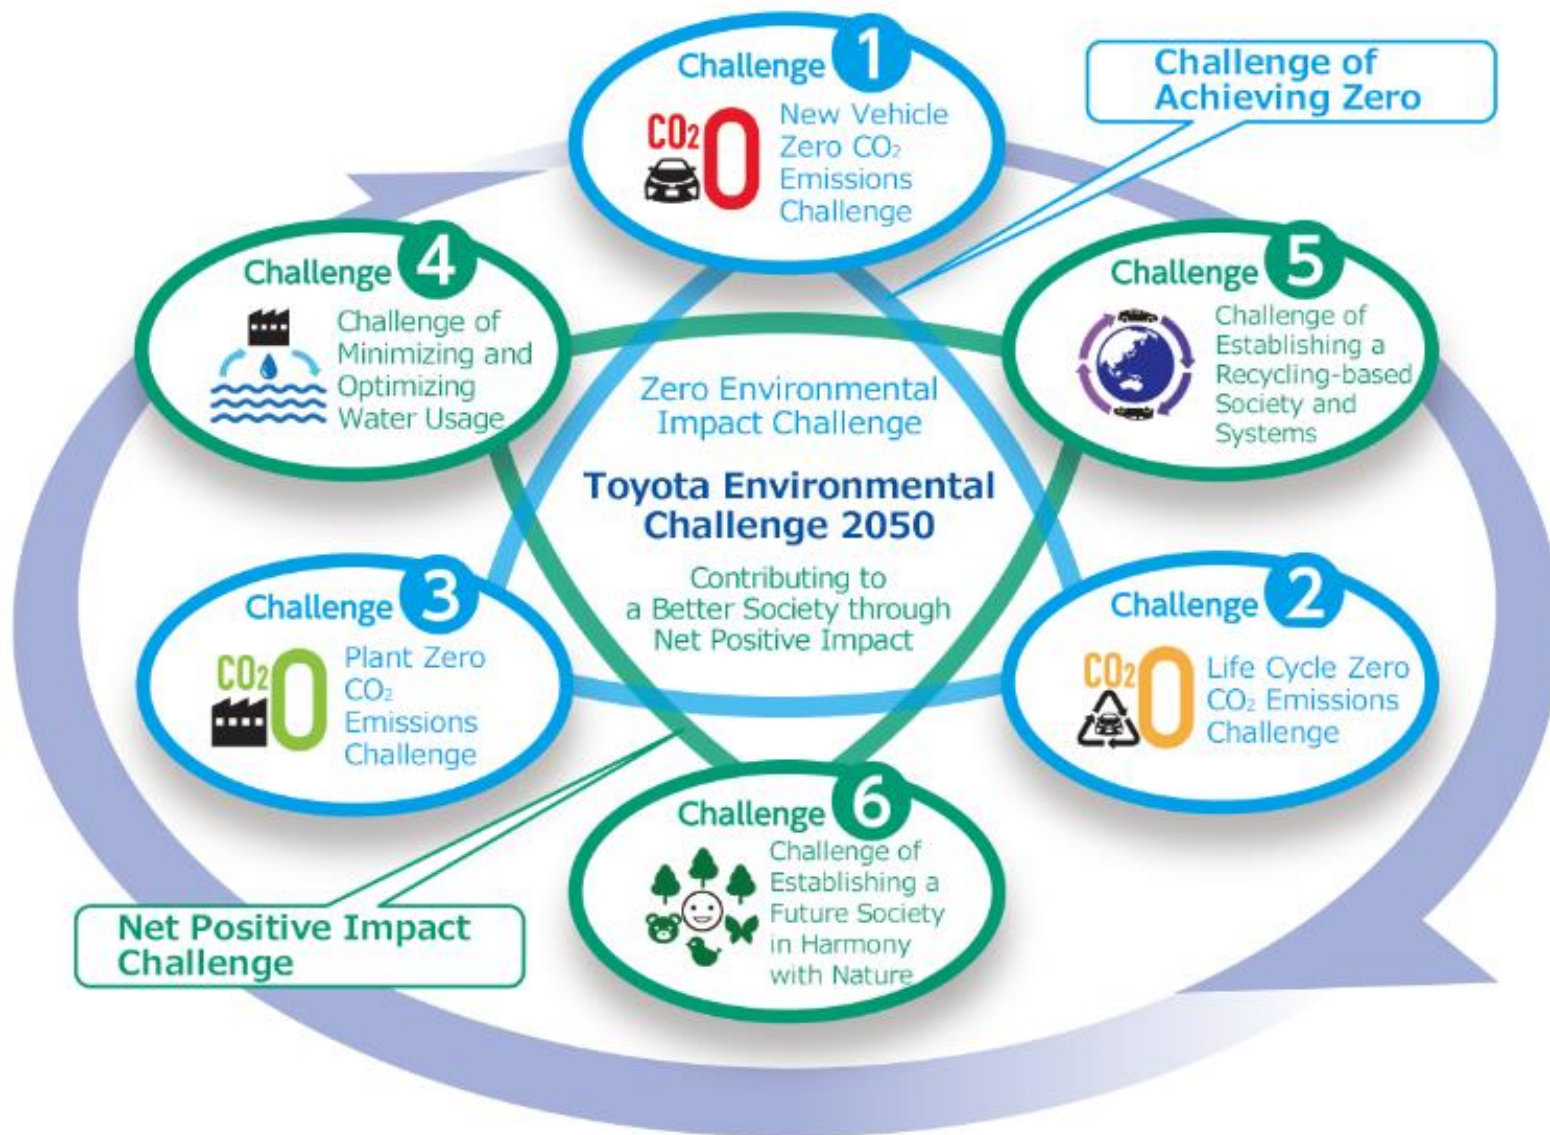 Challenge 1
CO₂ 0
New Vehicle
Zero CO₂
Emissions
Challenge
Challenge of
Achieving Zero
Challenge 4
Challenge of
Minimizing and
Optimizing
Water Usage
Challenge 5
Challenge of
Establishing a
Recycling-based
Society and
Systems
Zero Environmental
Impact Challenge
Toyota Environmental
Challenge 2050
Contributing to
a Better Society through
Net Positive Impact
Challenge 3
CO₂ 0
Plant Zero
CO₂
Emissions
Challenge
Challenge 2
CO₂ 0
Life Cycle Zero
CO₂ Emissions
Challenge
Challenge 6
Challenge of
Establishing a
Future Society
in Harmony
with Nature
Net Positive Impact
Challenge